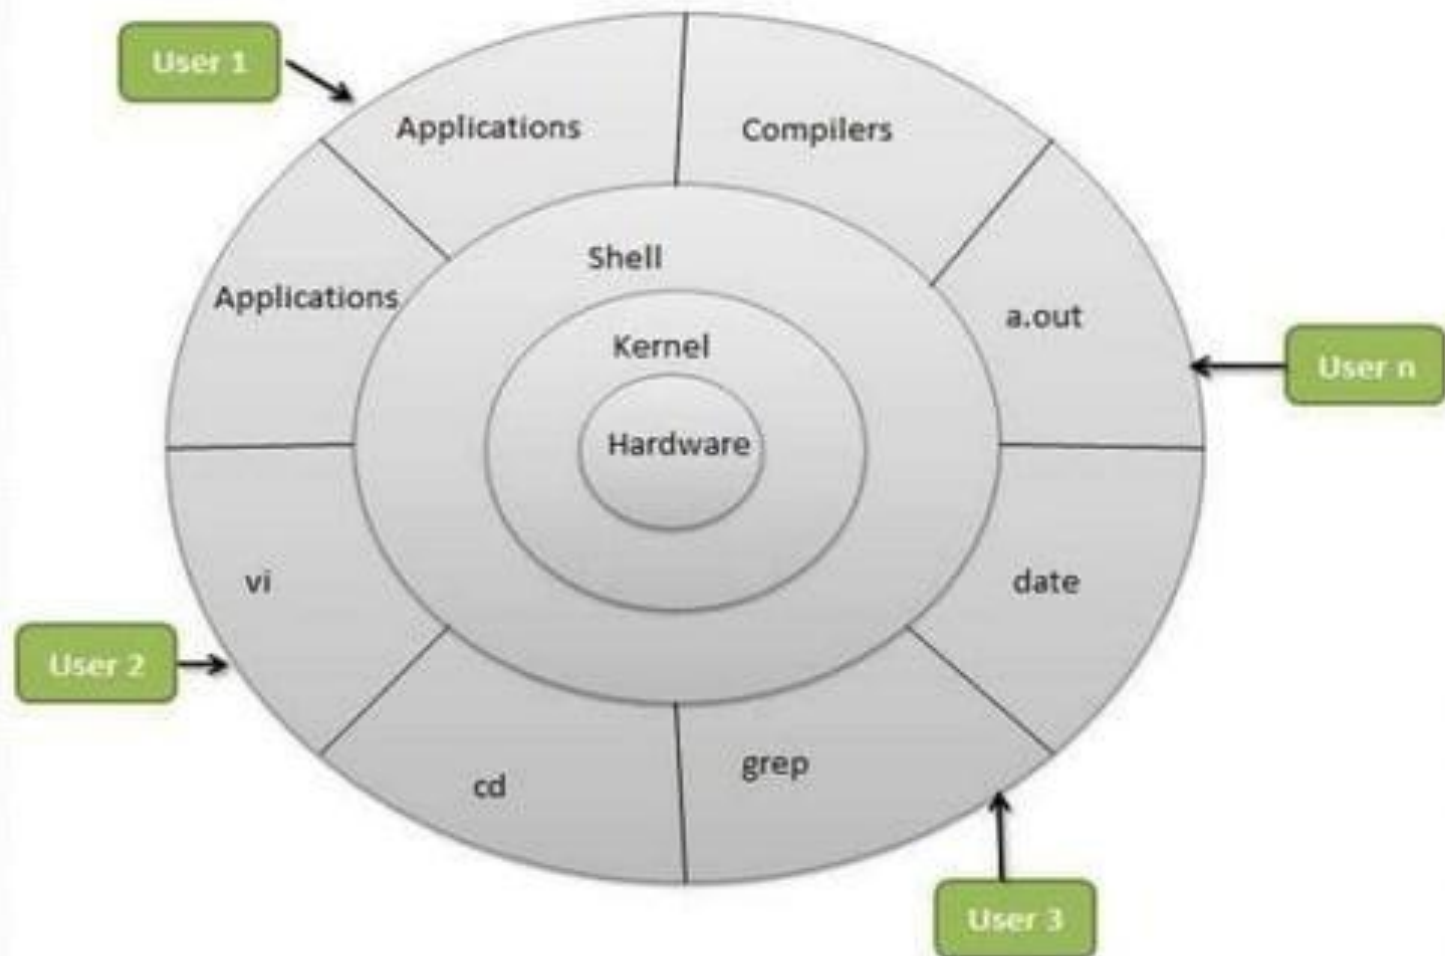 User 1
Applications
Compilers
Shell
Applications
a.out
Kernel
User n
Hardware
vi
date
User 2
cd
grep
User 3